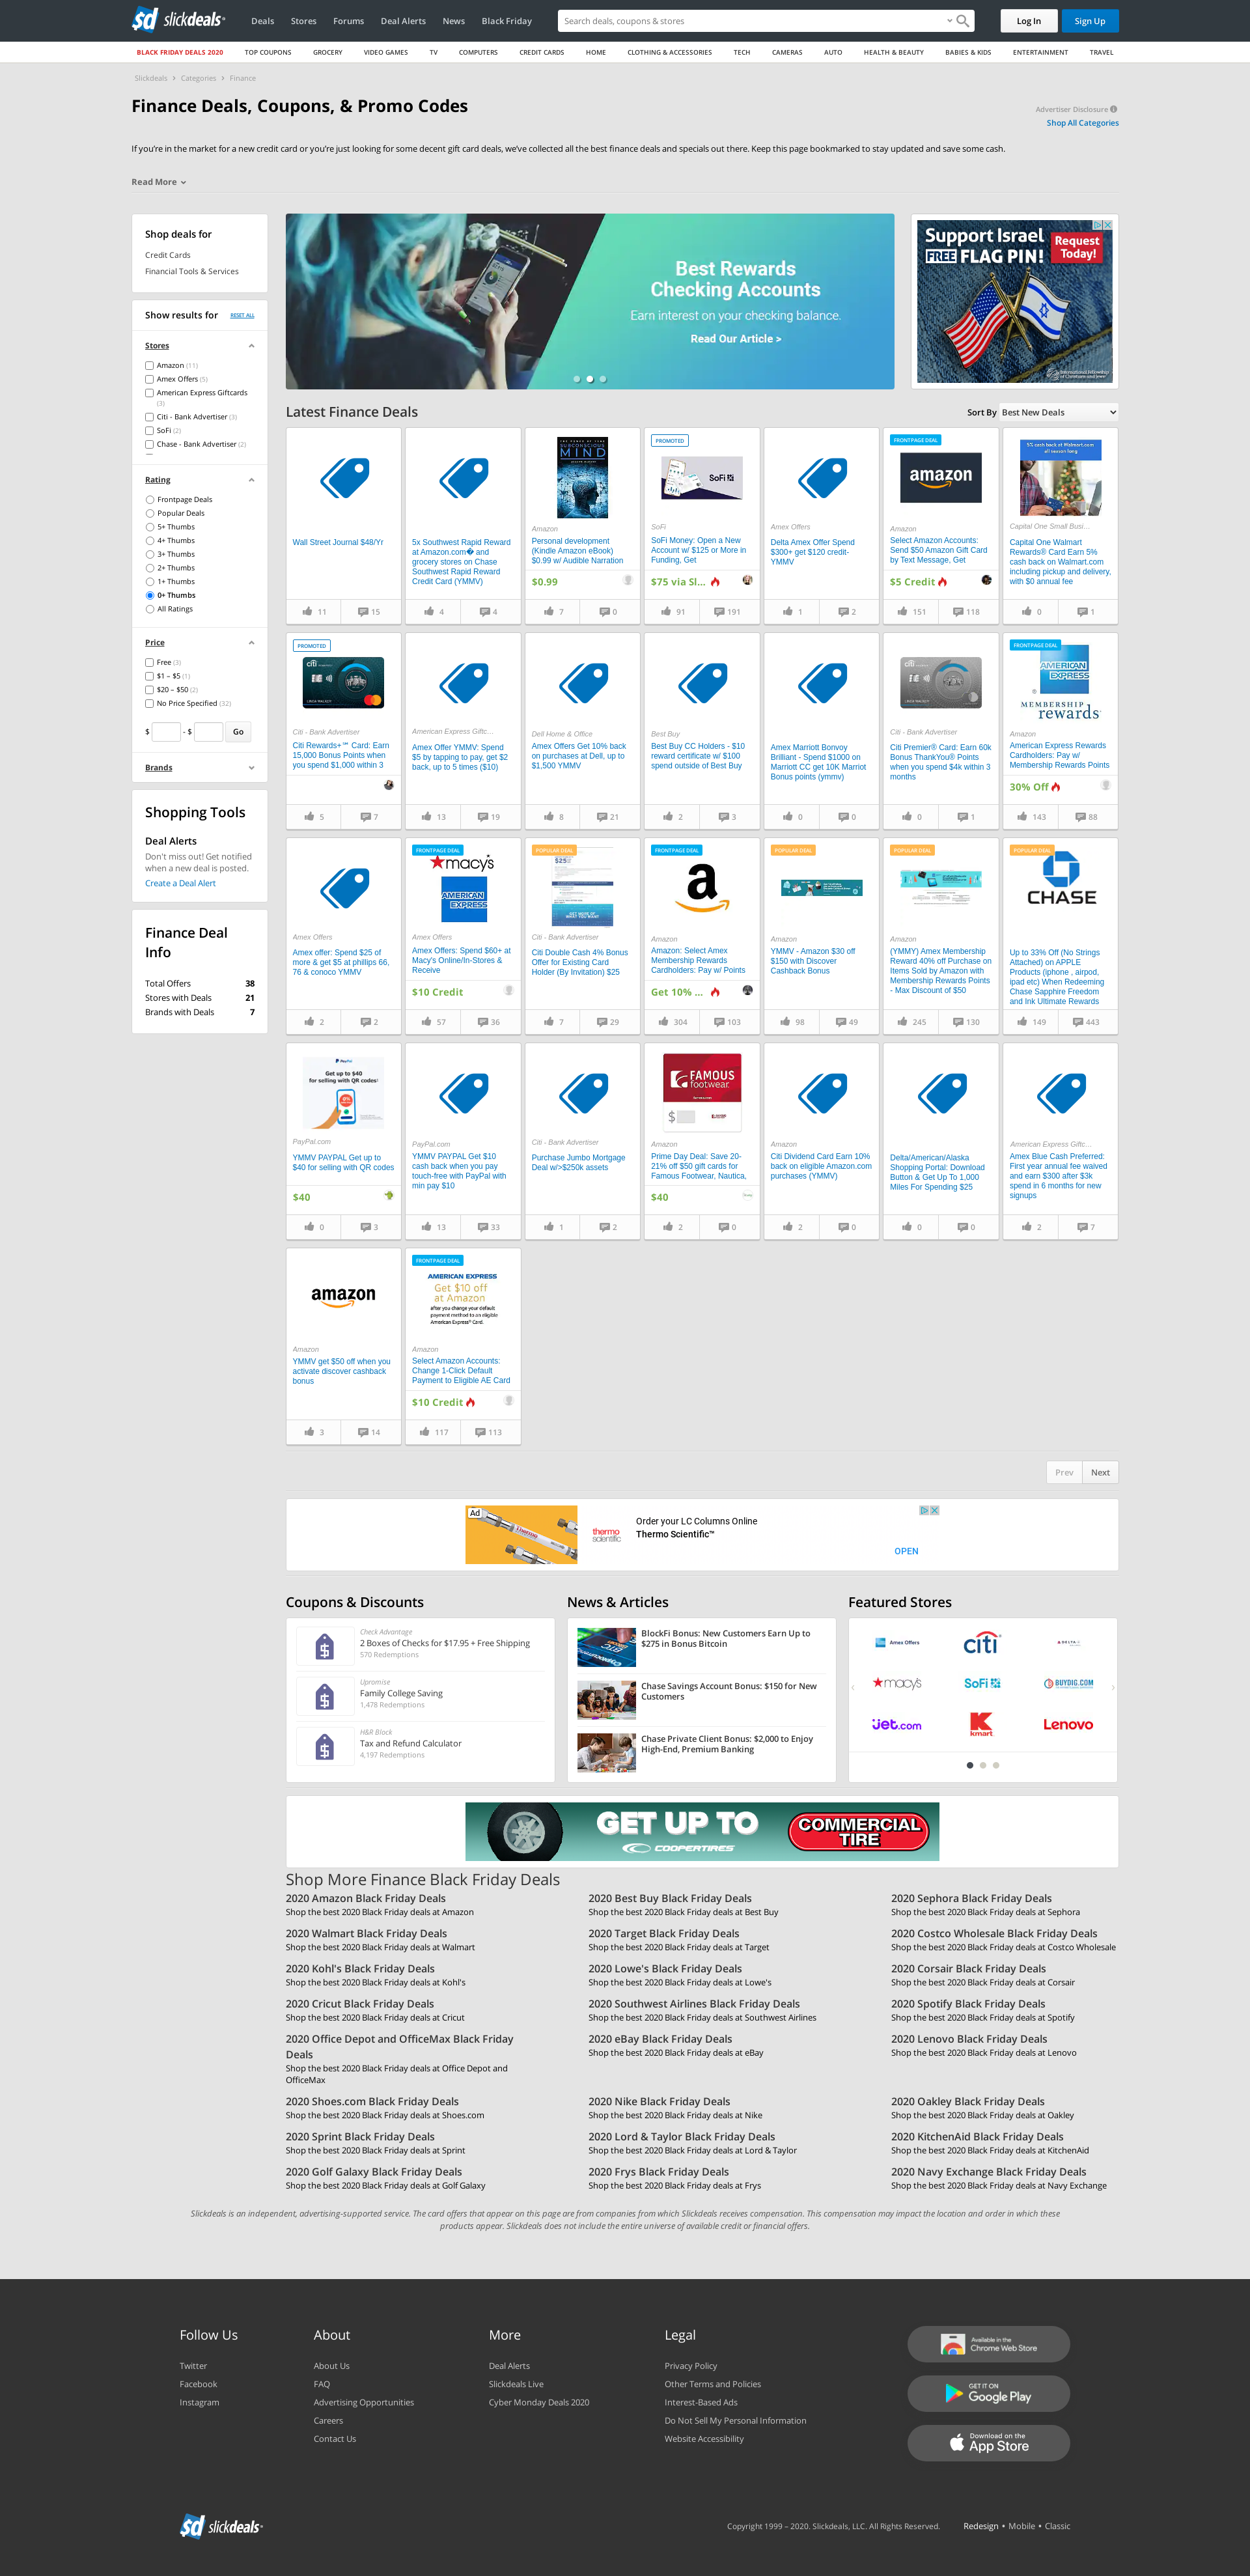 sd slickdeals
Deals Stores Forums Deal Alerts News Black Friday
Search deals, coupons & stores
Log In Sign Up
BLACK FRIDAY DEALS 2020 TOP COUPONS GROCERY VIDEO GAMES TV COMPUTERS CREDIT CARDS HOME CLOTHING & ACCESSORIES TECH CAMERAS AUTO HEALTH & BEAUTY BABIES & KIDS ENTERTAINMENT TRAVEL
Slickdeals > Categories > Finance
Finance Deals, Coupons, & Promo Codes
Advertiser Disclosure
Shop All Categories
If you're in the market for a new credit card or you're just looking for some decent gift card deals, we've collected all the best finance deals and specials out there. Keep this page bookmarked to stay updated and save some cash.
Read More
Shop deals for
Credit Cards
Financial Tools & Services
Show results for RESET ALL
Stores
Amazon (11)
Amex Offers (5)
American Express Giftcards
(3)
Citi - Bank Advertiser (3)
SoFi (2)
Chase - Bank Advertiser (2)
Rating
Frontpage Deals
Popular Deals
5+ Thumbs
4+ Thumbs
3+ Thumbs
2+ Thumbs
1+ Thumbs
0+ Thumbs
All Ratings
Price
Free (3)
$1 – $5 (1)
$20 – $50 (2)
No Price Specified (32)
$ - $ Go
Brands
Shopping Tools
Deal Alerts
Don't miss out! Get notified
when a new deal is posted.
Create a Deal Alert
Finance Deal
Info
Total Offers 38
Stores with Deals 21
Brands with Deals 7
Best Rewards
Checking Accounts
Earn interest on your checking balance.
Read Our Article >
Support Israel
FREE FLAG PIN!
Request
Today!
International Fellowship
of Christians and Jews
Latest Finance Deals
Sort By Best New Deals
Wall Street Journal $48/Yr
11 15
5x Southwest Rapid Reward
at Amazon.com� and
grocery stores on Chase
Southwest Rapid Reward
Credit Card (YMMV)
4 4
SUBCONSCIOUS
MIND
Amazon
Personal development
(Kindle Amazon eBook)
$0.99 w/ Audible Narration
$0.99
7 0
PROMOTED
SoFi
SoFi
SoFi Money: Open a New
Account w/ $125 or More in
Funding, Get
$75 via Sl...
91 191
Amex Offers
Delta Amex Offer Spend
$300+ get $120 credit-
YMMV
1 2
FRONTPAGE DEAL
amazon
Amazon
Select Amazon Accounts:
Send $50 Amazon Gift Card
by Text Message, Get
$5 Credit
151 118
5% cash back at Walmart.com
all season long
Capital One Small Busi...
Capital One Walmart
Rewards® Card Earn 5%
cash back on Walmart.com
including pickup and delivery,
with $0 annual fee
0 1
PROMOTED
citi
Citi - Bank Advertiser
Citi Rewards+℠ Card: Earn
15,000 Bonus Points when
you spend $1,000 within 3
5 7
American Express Giftc...
Amex Offer YMMV: Spend
$5 by tapping to pay, get $2
back, up to 5 times ($10)
13 19
Dell Home & Office
Amex Offers Get 10% back
on purchases at Dell, up to
$1,500 YMMV
8 21
Best Buy
Best Buy CC Holders - $10
reward certificate w/ $100
spend outside of Best Buy
2 3
Amex Marriott Bonvoy
Brilliant - Spend $1000 on
Marriott CC get 10K Marriot
Bonus points (ymmv)
0 0
citi
Citi - Bank Advertiser
Citi Premier® Card: Earn 60k
Bonus ThankYou® Points
when you spend $4k within 3
months
0 1
FRONTPAGE DEAL
AMERICAN
EXPRESS
®
MEMBERSHIP
rewards
Amazon
American Express Rewards
Cardholders: Pay w/
Membership Rewards Points
30% Off
143 88
Amex Offers
Amex offer: Spend $25 of
more & get $5 at phillips 66,
76 & conoco YMMV
2 2
FRONTPAGE DEAL
macy's
AMERICAN
EXPRESS
Amex Offers
Amex Offers: Spend $60+ at
Macy's Online/In-Stores &
Receive
$10 Credit
57 36
POPULAR DEAL
GET MORE OF
WHAT YOU WANT
Citi - Bank Advertiser
Citi Double Cash 4% Bonus
Offer for Existing Card
Holder (By Invitation) $25
7 29
FRONTPAGE DEAL
a
Amazon
Amazon: Select Amex
Membership Rewards
Cardholders: Pay w/ Points
Get 10% ...
304 103
POPULAR DEAL
Amazon
YMMV - Amazon $30 off
$150 with Discover
Cashback Bonus
98 49
POPULAR DEAL
Amazon
(YMMY) Amex Membership
Reward 40% off Purchase on
Items Sold by Amazon with
Membership Rewards Points
- Max Discount of $50
245 130
POPULAR DEAL
CHASE
Up to 33% Off (No Strings
Attached) on APPLE
Products (iphone , airpod,
ipad etc) When Redeeming
Chase Sapphire Freedom
and Ink Ultimate Rewards
149 443
PayPal
Get up to $40
for selling with QR codes!
PayPal.com
YMMV PAYPAL Get up to
$40 for selling with QR codes
$40
0 3
PayPal.com
YMMV PAYPAL Get $10
cash back when you pay
touch-free with PayPal with
min pay $10
13 33
Citi - Bank Advertiser
Purchase Jumbo Mortgage
Deal w/>$250k assets
1 2
FAMOUS
footwear
$
Amazon
Prime Day Deal: Save 20-
21% off $50 gift cards for
Famous Footwear, Nautica,
$40
2 0
Amazon
Citi Dividend Card Earn 10%
back on eligible Amazon.com
purchases (YMMV)
2 0
Delta/American/Alaska
Shopping Portal: Download
Button & Get Up To 1,000
Miles For Spending $25
0 0
American Express Giftc...
Amex Blue Cash Preferred:
First year annual fee waived
and earn $300 after $3k
spend in 6 months for new
signups
2 7
amazon
Amazon
YMMV get $50 off when you
activate discover cashback
bonus
3 14
FRONTPAGE DEAL
AMERICAN EXPRESS
Get $10 off
at Amazon
after you change your default
payment method to an eligible
American Express® Card.
Amazon
Select Amazon Accounts:
Change 1-Click Default
Payment to Eligible AE Card
$10 Credit
117 113
Prev Next
Ad
thermo
scientific
Order your LC Columns Online
Thermo Scientific™
OPEN
Coupons & Discounts
Check Advantage
2 Boxes of Checks for $17.95 + Free Shipping
570 Redemptions
Upromise
Family College Saving
1,478 Redemptions
H&R Block
Tax and Refund Calculator
4,197 Redemptions
News & Articles
BlockFi Bonus: New Customers Earn Up to
$275 in Bonus Bitcoin
Chase Savings Account Bonus: $150 for New
Customers
Chase Private Client Bonus: $2,000 to Enjoy
High-End, Premium Banking
Featured Stores
Amex Offers citi DELTA
macy's SoFi BUYDIG.COM
jet.com kmart Lenovo
GET UP TO
COOPERTIRES
COMMERCIAL
TIRE
Shop More Finance Black Friday Deals
2020 Amazon Black Friday Deals
Shop the best 2020 Black Friday deals at Amazon
2020 Best Buy Black Friday Deals
Shop the best 2020 Black Friday deals at Best Buy
2020 Sephora Black Friday Deals
Shop the best 2020 Black Friday deals at Sephora
2020 Walmart Black Friday Deals
Shop the best 2020 Black Friday deals at Walmart
2020 Target Black Friday Deals
Shop the best 2020 Black Friday deals at Target
2020 Costco Wholesale Black Friday Deals
Shop the best 2020 Black Friday deals at Costco Wholesale
2020 Kohl's Black Friday Deals
Shop the best 2020 Black Friday deals at Kohl's
2020 Lowe's Black Friday Deals
Shop the best 2020 Black Friday deals at Lowe's
2020 Corsair Black Friday Deals
Shop the best 2020 Black Friday deals at Corsair
2020 Cricut Black Friday Deals
Shop the best 2020 Black Friday deals at Cricut
2020 Southwest Airlines Black Friday Deals
Shop the best 2020 Black Friday deals at Southwest Airlines
2020 Spotify Black Friday Deals
Shop the best 2020 Black Friday deals at Spotify
2020 Office Depot and OfficeMax Black Friday
Deals
Shop the best 2020 Black Friday deals at Office Depot and
OfficeMax
2020 eBay Black Friday Deals
Shop the best 2020 Black Friday deals at eBay
2020 Lenovo Black Friday Deals
Shop the best 2020 Black Friday deals at Lenovo
2020 Shoes.com Black Friday Deals
Shop the best 2020 Black Friday deals at Shoes.com
2020 Nike Black Friday Deals
Shop the best 2020 Black Friday deals at Nike
2020 Oakley Black Friday Deals
Shop the best 2020 Black Friday deals at Oakley
2020 Sprint Black Friday Deals
Shop the best 2020 Black Friday deals at Sprint
2020 Lord & Taylor Black Friday Deals
Shop the best 2020 Black Friday deals at Lord & Taylor
2020 KitchenAid Black Friday Deals
Shop the best 2020 Black Friday deals at KitchenAid
2020 Golf Galaxy Black Friday Deals
Shop the best 2020 Black Friday deals at Golf Galaxy
2020 Frys Black Friday Deals
Shop the best 2020 Black Friday deals at Frys
2020 Navy Exchange Black Friday Deals
Shop the best 2020 Black Friday deals at Navy Exchange
Slickdeals is an independent, advertising-supported service. The card offers that appear on this page are from companies from which Slickdeals receives compensation. This compensation may impact the location and order in which these
products appear. Slickdeals does not include the entire universe of available credit or financial offers.
Follow Us
Twitter
Facebook
Instagram
About
About Us
FAQ
Advertising Opportunities
Careers
Contact Us
More
Deal Alerts
Slickdeals Live
Cyber Monday Deals 2020
Legal
Privacy Policy
Other Terms and Policies
Interest-Based Ads
Do Not Sell My Personal Information
Website Accessibility
Available in the
Chrome Web Store
GET IT ON
Google Play
Download on the
App Store
sd slickdeals
Copyright 1999 – 2020. Slickdeals, LLC. All Rights Reserved. Redesign • Mobile • Classic